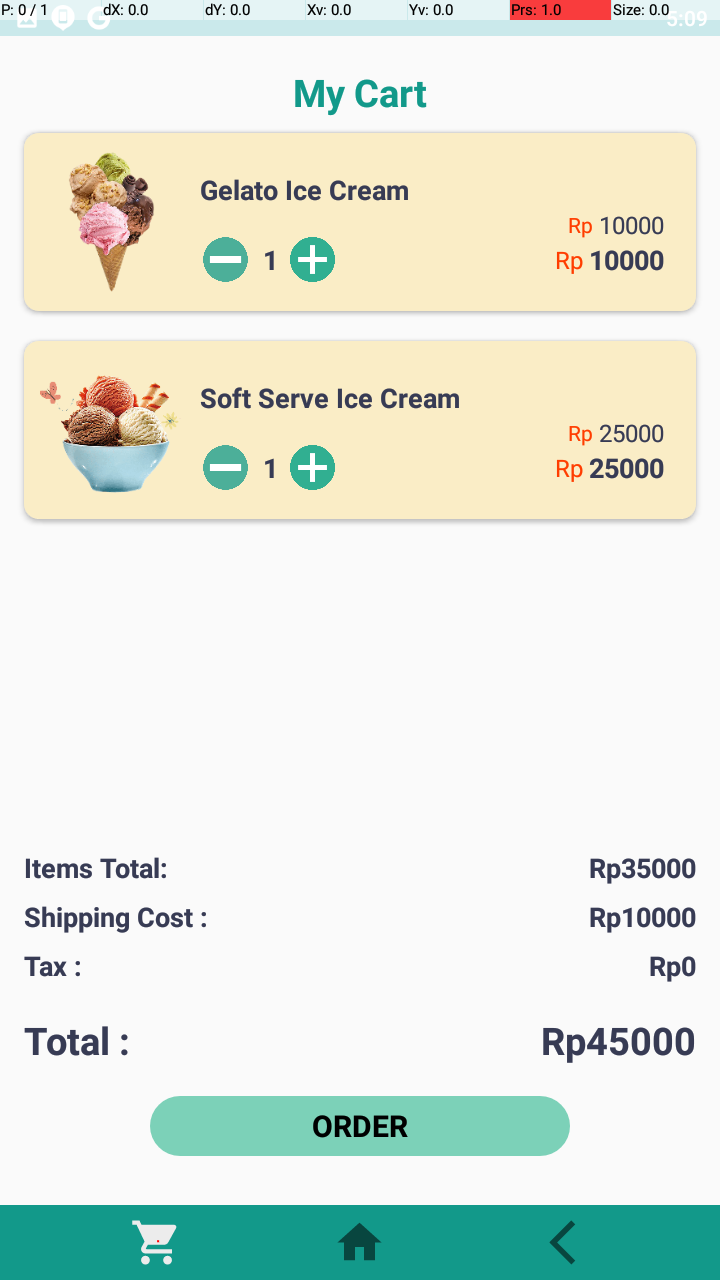 P: 0 / 1 dX: 0.0 dY: 0.0 Xv: 0.0 Yv: 0.0 Prs: 1.0 Size: 0.0
5:09
My Cart
Gelato Ice Cream
Rp 10000
1
Rp 10000
Soft Serve Ice Cream
Rp 25000
1
Rp 25000
Items Total: Rp35000
Shipping Cost : Rp10000
Tax : Rp0
Total : Rp45000
ORDER